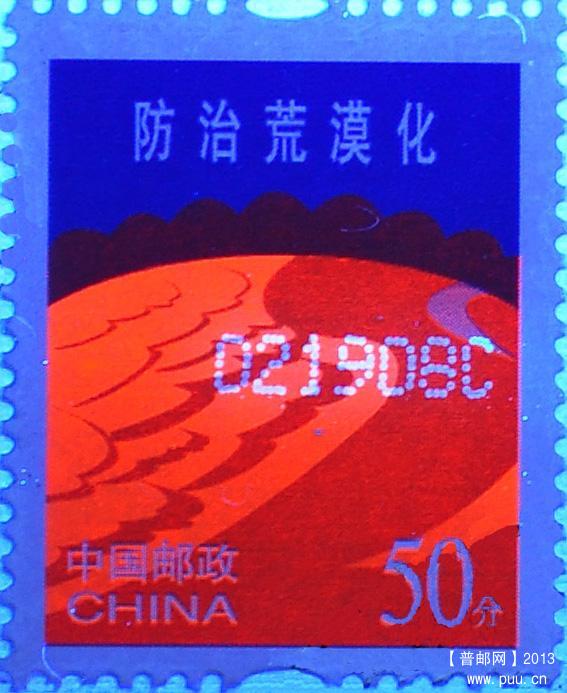 防治荒漠化
021908C
中国邮政
CHINA
50分
【普邮网】2013
www.puu.cn